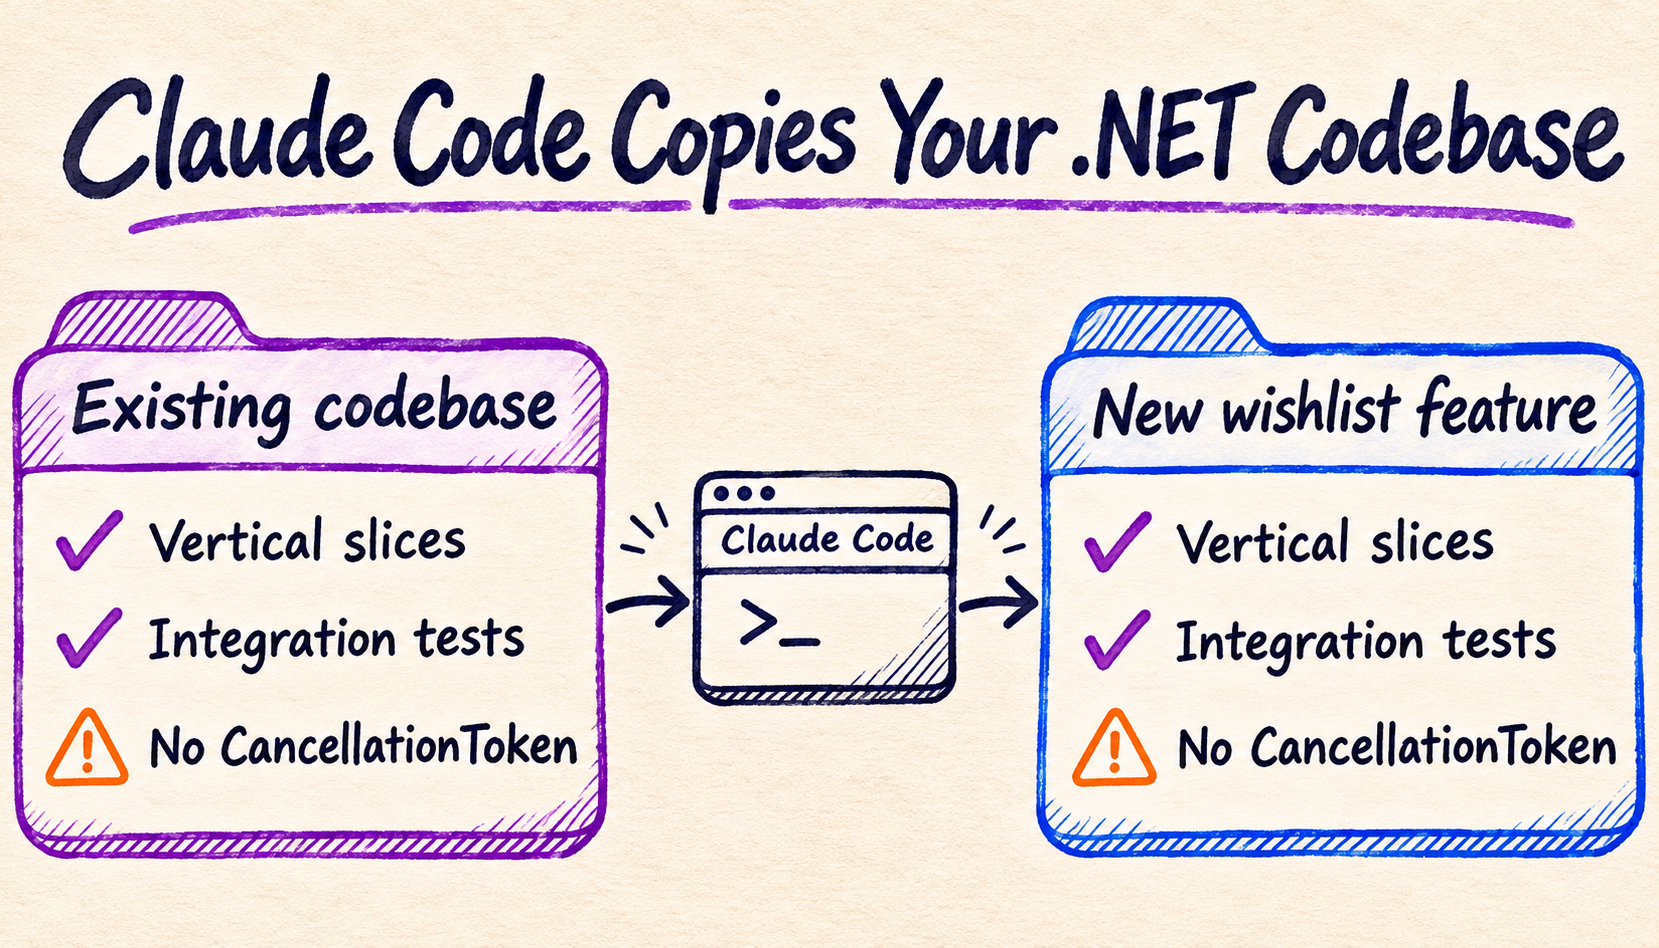 Claude Code Copies Your .NET Codebase
Existing codebase
Vertical slices
Integration tests
No CancellationToken
Claude Code
>_
New wishlist feature
Vertical slices
Integration tests
No CancellationToken